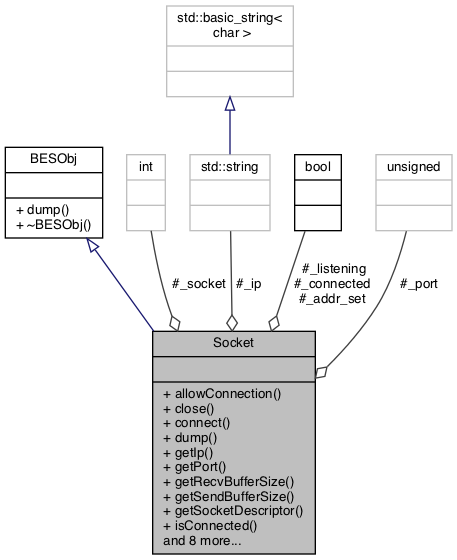 std::basic_string<
char >
BESObj
+ dump()
+ ~BESObj()
int
std::string
bool
unsigned
#_socket
#_ip
#_listening
#_connected
#_addr_set
#_port
Socket
+ allowConnection()
+ close()
+ connect()
+ dump()
+ getIp()
+ getPort()
+ getRecvBufferSize()
+ getSendBufferSize()
+ getSocketDescriptor()
+ isConnected()
and 8 more...